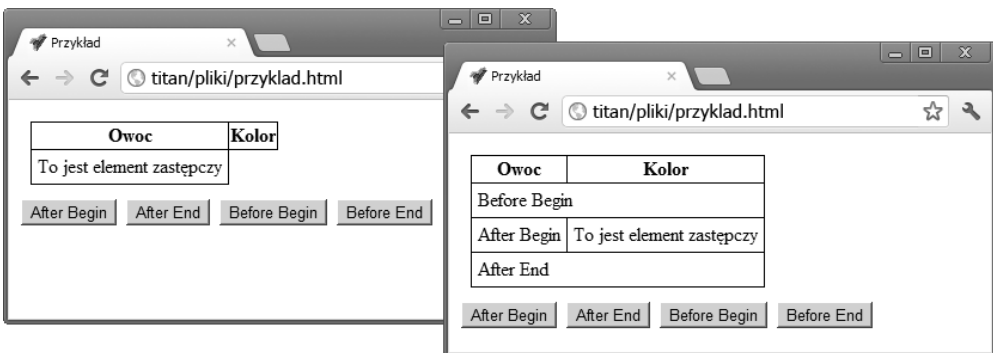 Przykład
titan/pliki/przyklad.html
Owoc Kolor
To jest element zastępczy
After Begin After End Before Begin Before End
Przykład
titan/pliki/przyklad.html
Owoc Kolor
Before Begin
After Begin To jest element zastępczy
After End
After Begin After End Before Begin Before End